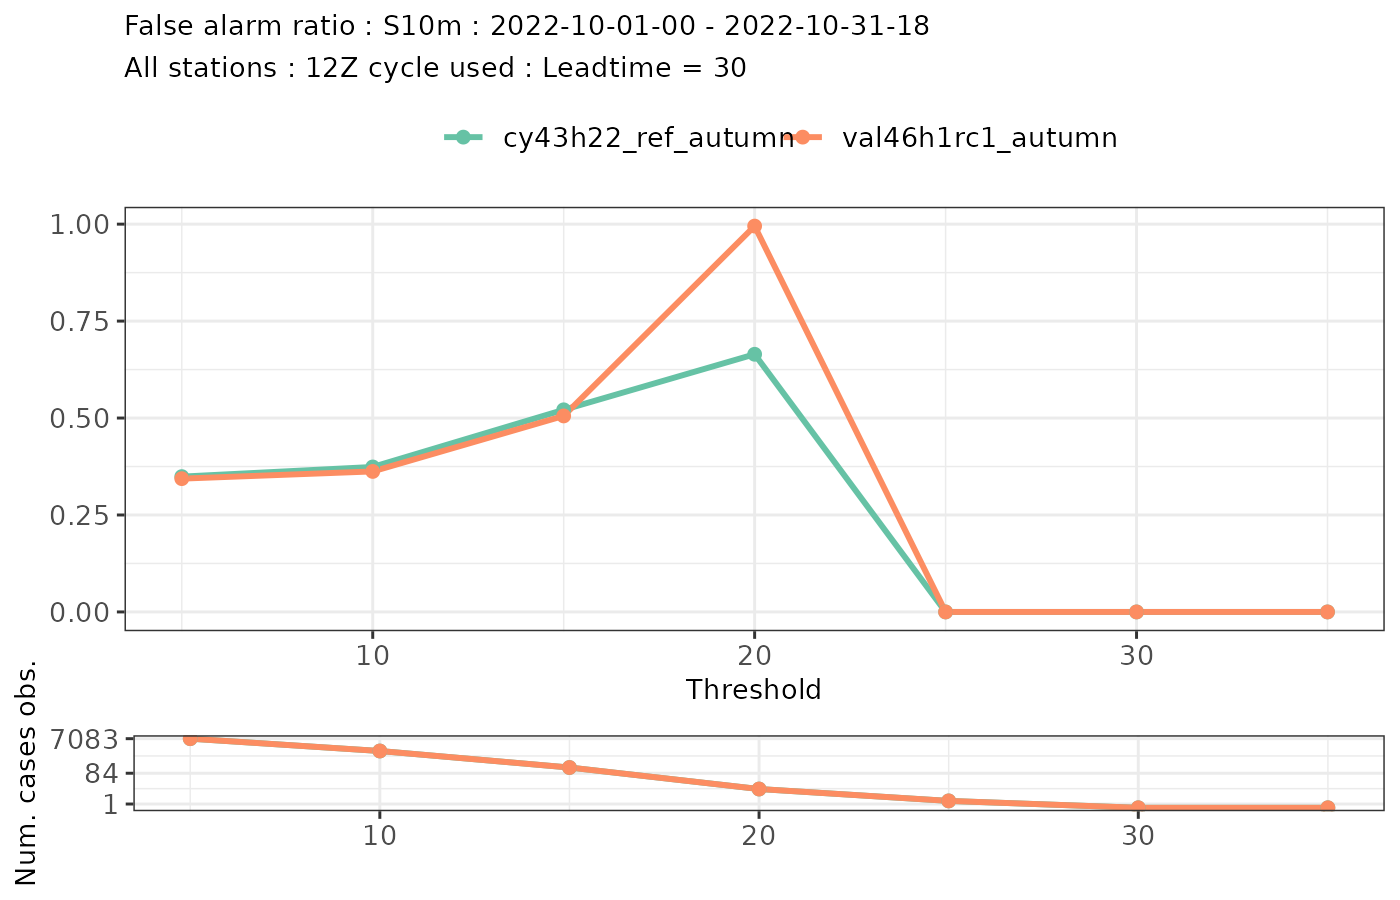 False alarm ratio : S10m : 2022-10-01-00 - 2022-10-31-18
All stations : 12Z cycle used : Leadtime = 30
cy43h22_ref_autumn val46h1rc1_autumn
1.00
0.75
0.50
0.25
0.00
10 20 30
Threshold
Num. cases obs.
7083
84
1
10 20 30